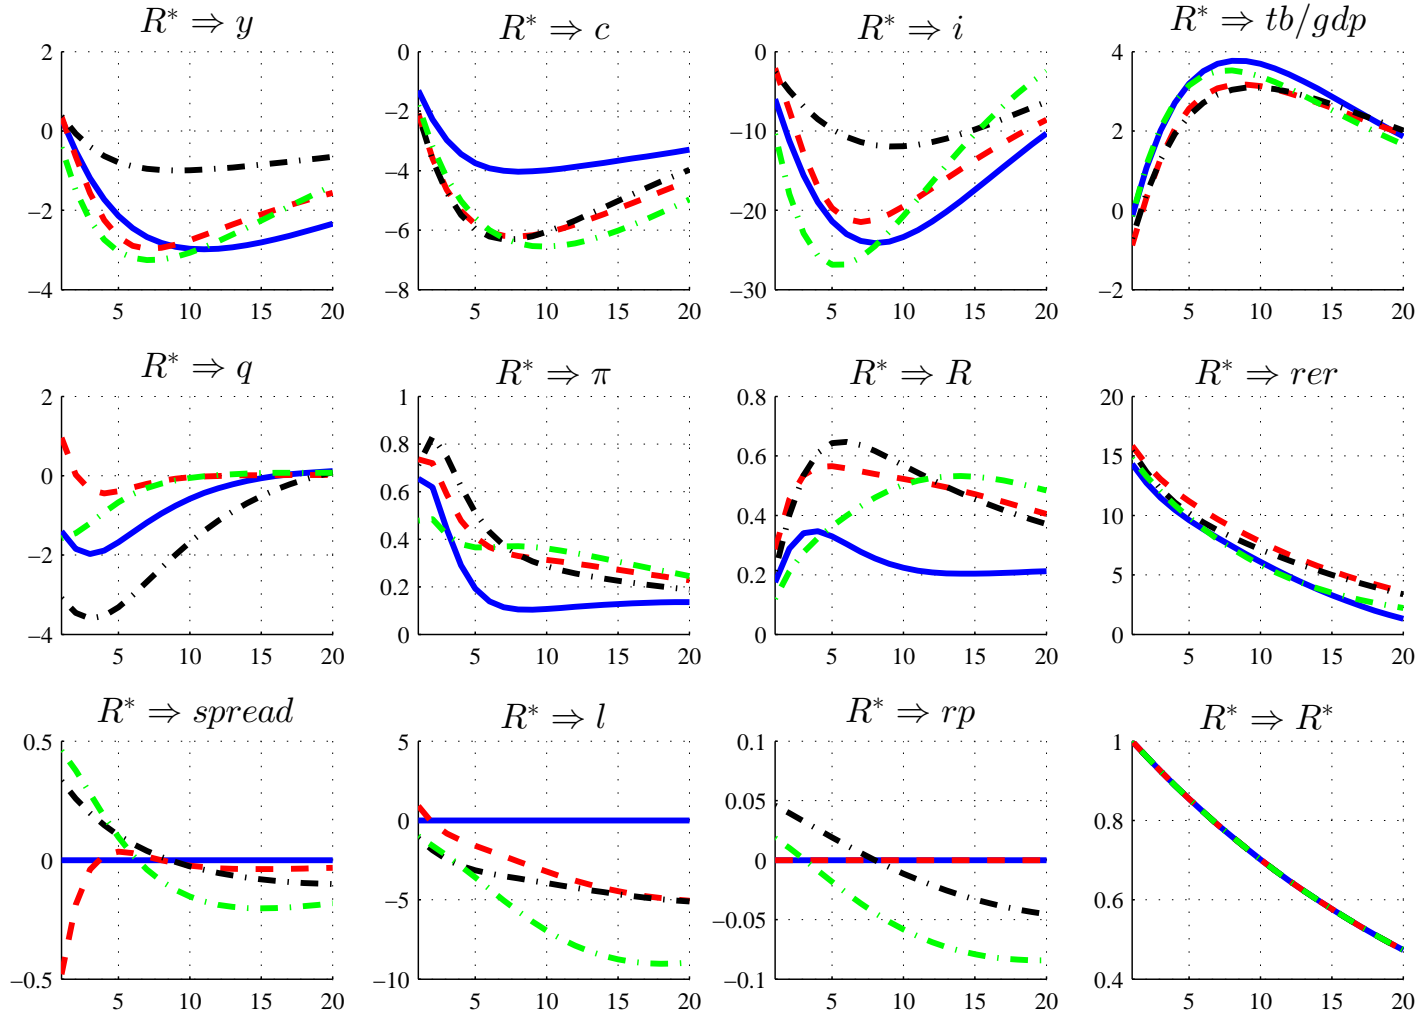 R* ⇒ y
2
0
−2
−4
5 10 15 20
R* ⇒ c
0
−2
−4
−6
−8
5 10 15 20
R* ⇒ i
0
−10
−20
−30
5 10 15 20
R* ⇒ tb/gdp
4
2
0
−2
5 10 15 20
R* ⇒ q
2
0
−2
−4
5 10 15 20
R* ⇒ π
1
0.8
0.6
0.4
0.2
0
5 10 15 20
R* ⇒ R
0.8
0.6
0.4
0.2
0
5 10 15 20
R* ⇒ rer
20
15
10
5
0
5 10 15 20
R* ⇒ spread
0.5
0
−0.5
5 10 15 20
R* ⇒ l
5
0
−5
−10
5 10 15 20
R* ⇒ rp
0.1
0.05
0
−0.05
−0.1
5 10 15 20
R* ⇒ R*
1
0.8
0.6
0.4
5 10 15 20